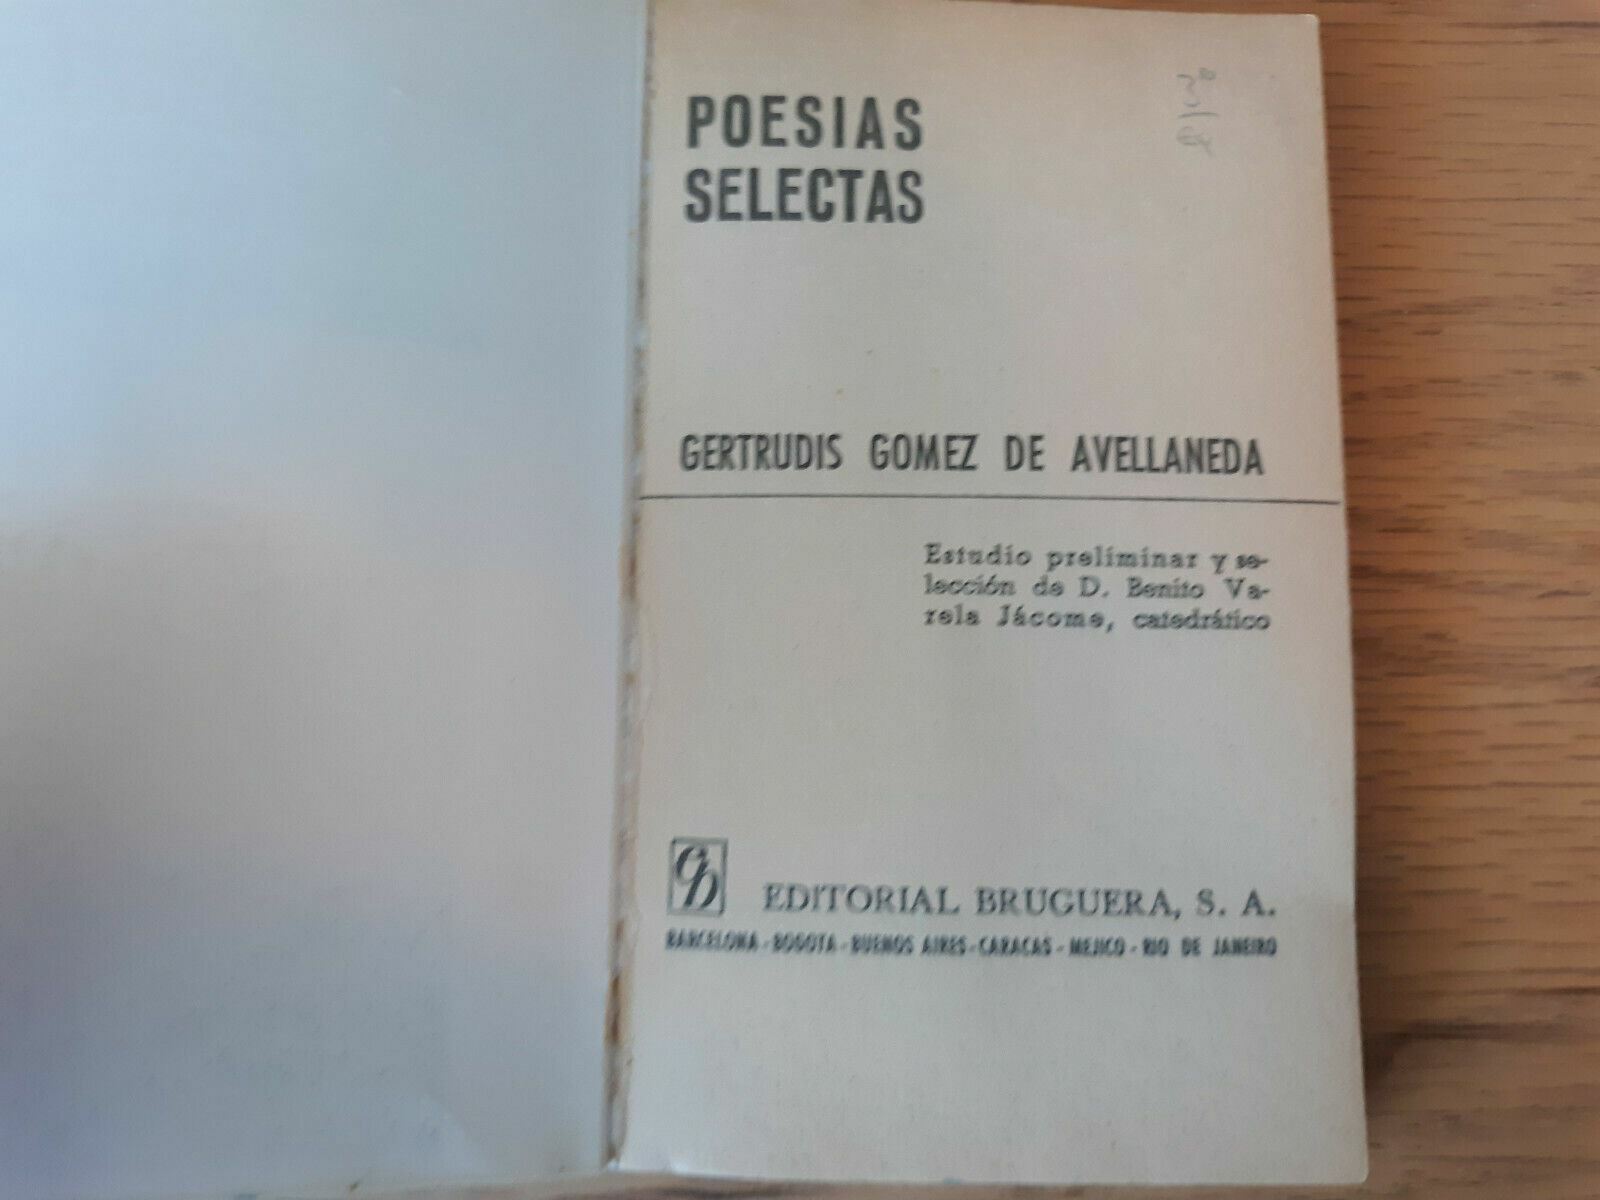 POESIAS
SELECTAS
GERTRUDIS GOMEZ DE AVELLANEDA
Estudio preliminar y se-
lección de D. Benito Va-
rela Jácome, catedrático
EDITORIAL BRUGUERA, S. A.
BARCELONA - BOGOTA - BUENOS AIRES - CARACAS - MEJICO - RIO DE JANEIRO